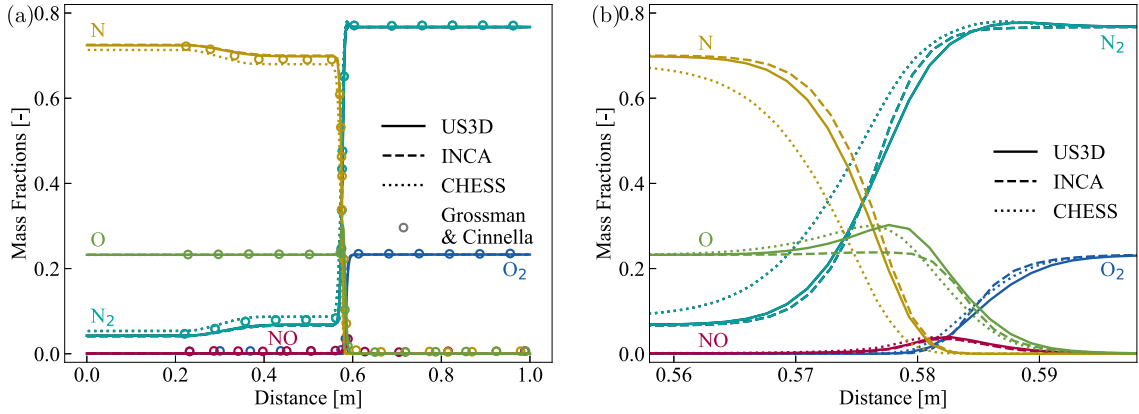 (a)
Mass Fractions [-]
0.8
0.6
0.4
0.2
0.0
N
O
N₂
NO
O₂
US3D
INCA
CHESS
Grossman
& Cinnella
0.0 0.2 0.4 0.6 0.8 1.0
Distance [m]
(b)
Mass Fractions [-]
0.8
0.6
0.4
0.2
0.0
N
N₂
O
O₂
NO
US3D
INCA
CHESS
0.56 0.57 0.58 0.59
Distance [m]